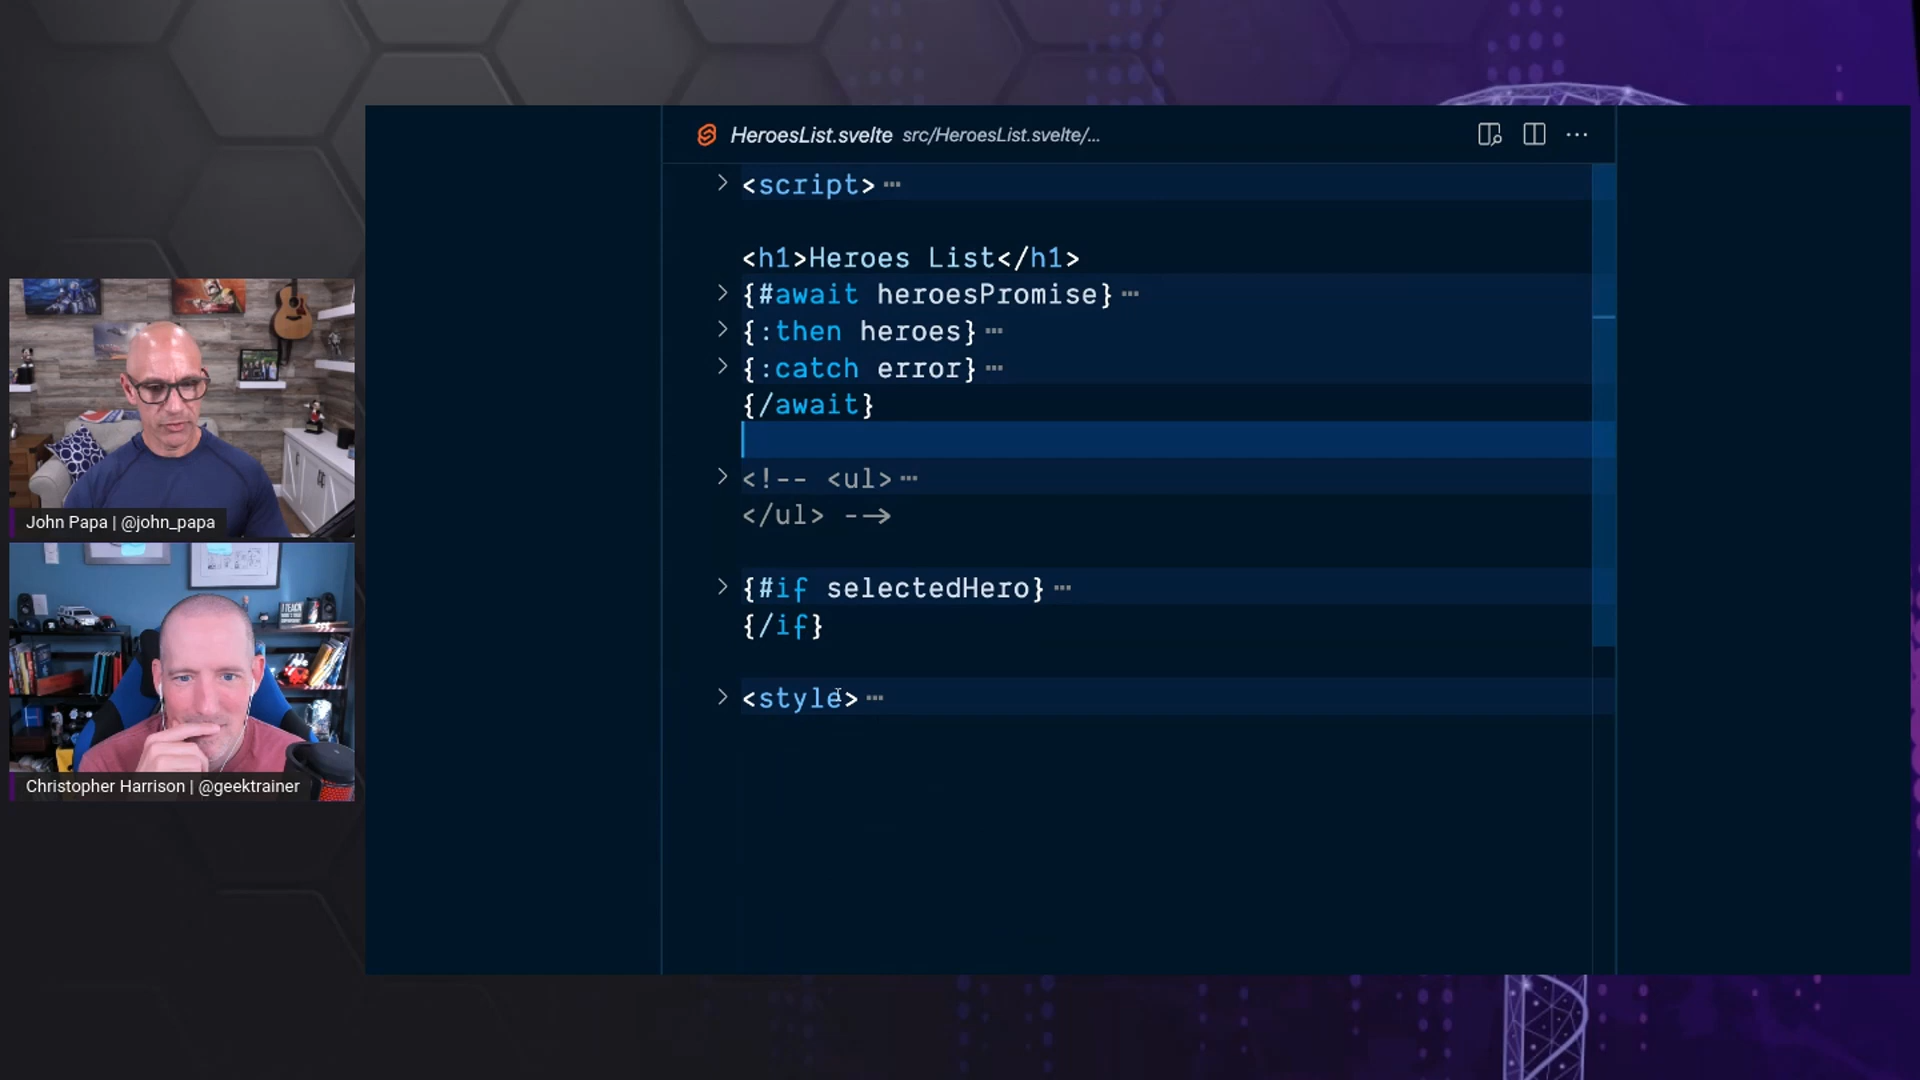 HeroesList.svelte src/HeroesList.svelte/...
<script>
<h1>Heroes List</h1>
{#await heroesPromise}
{:then heroes}
{:catch error}
{/await}
<!-- <ul>
</ul> -->
{#if selectedHero}
{/if}
<style>
John Papa | @john_papa
I TEACH
Christopher Harrison | @geektrainer